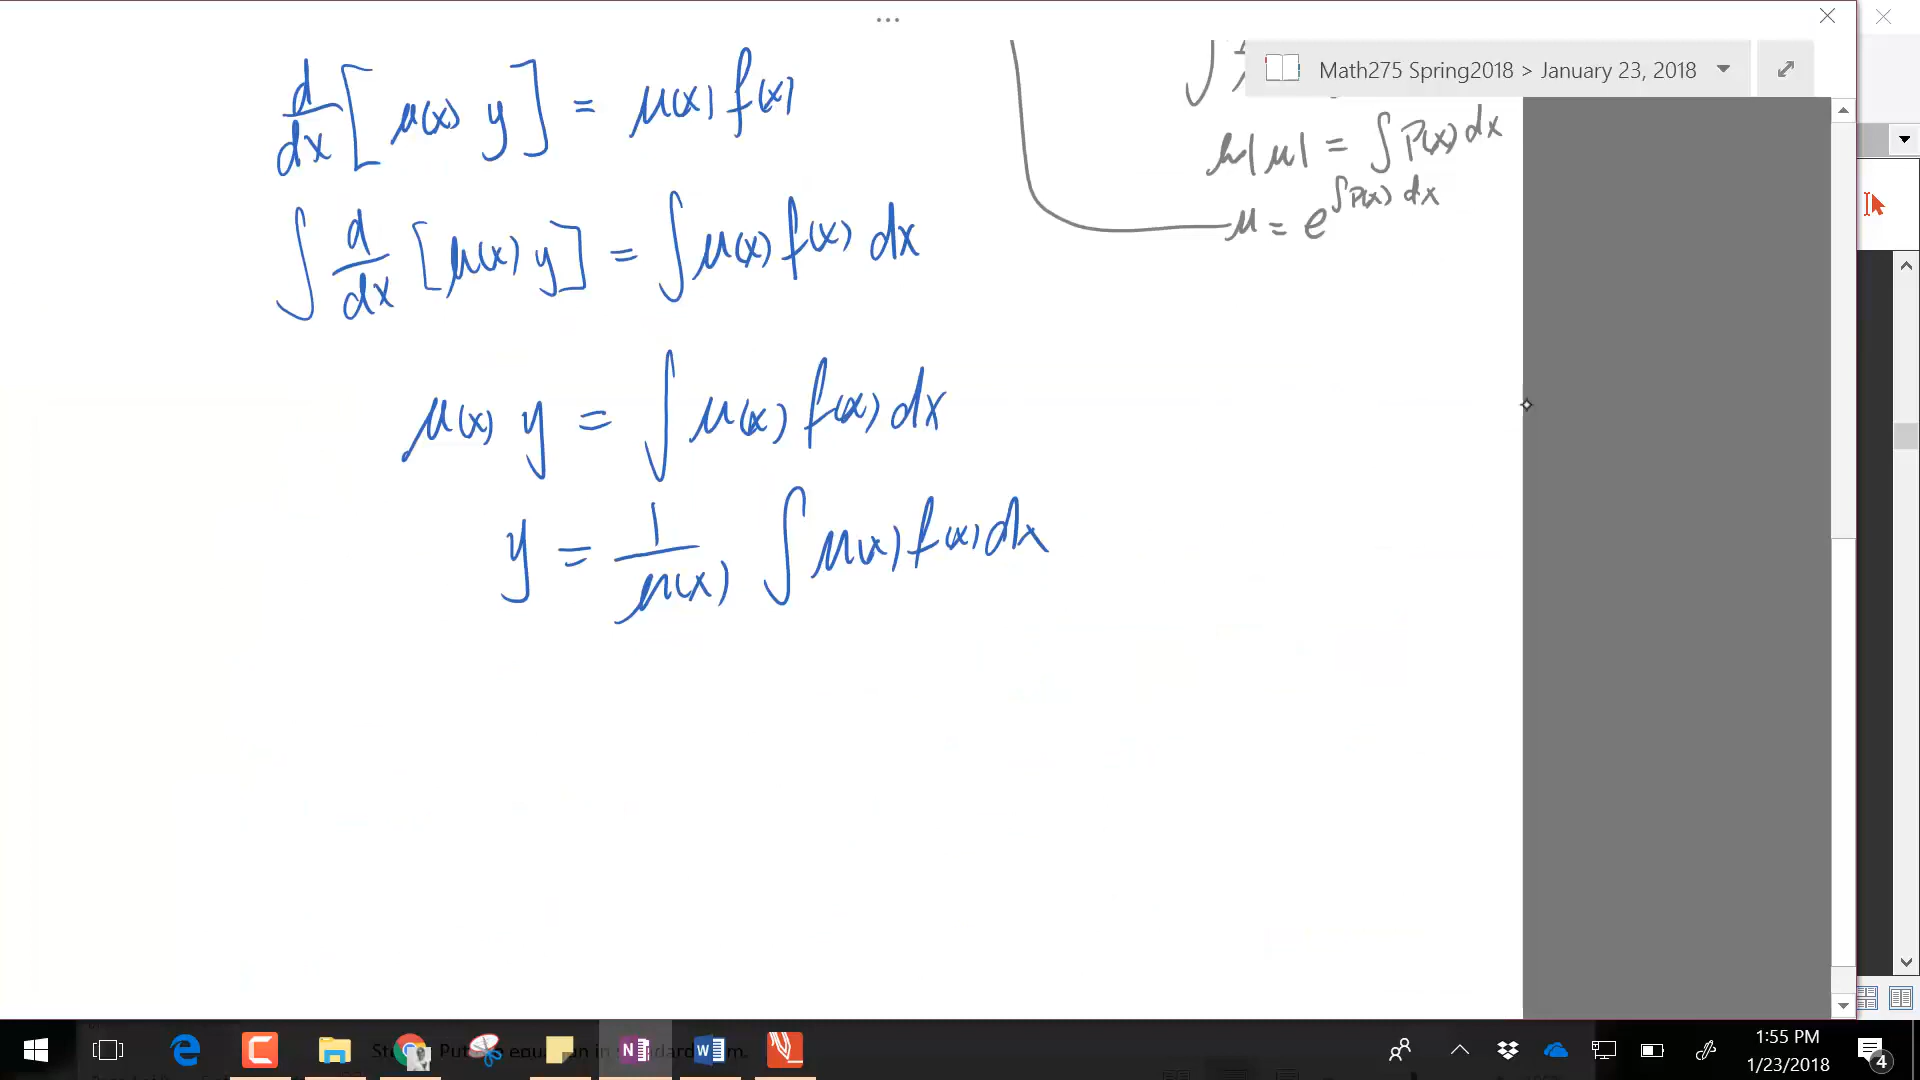 Math275 Spring2018 > January 23, 2018
d/dx [μ(x) y] = μ(x) f(x)
∫ d/dx [μ(x) y] = ∫ μ(x) f(x) dx
μ(x) y = ∫ μ(x) f(x) dx
y = 1/μ(x) ∫ μ(x) f(x) dx
ln|μ| = ∫ P(x) dx
μ = e^∫P(x) dx
1:55 PM
1/23/2018
4